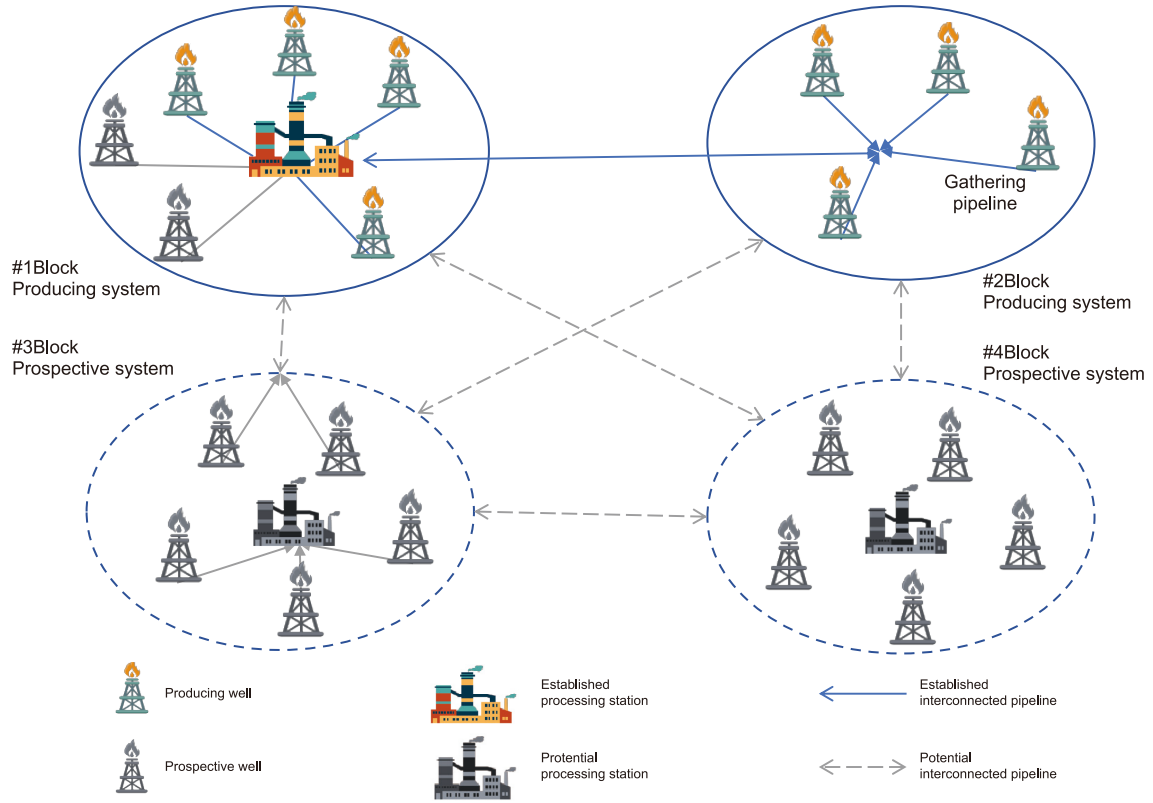 Gathering
pipeline
#1Block
Producing system
#2Block
Producing system
#3Block
Prospective system
#4Block
Prospective system
Producing well
Established
processing station
Established
interconnected pipeline
Prospective well
Protential
processing station
Potential
interconnected pipeline